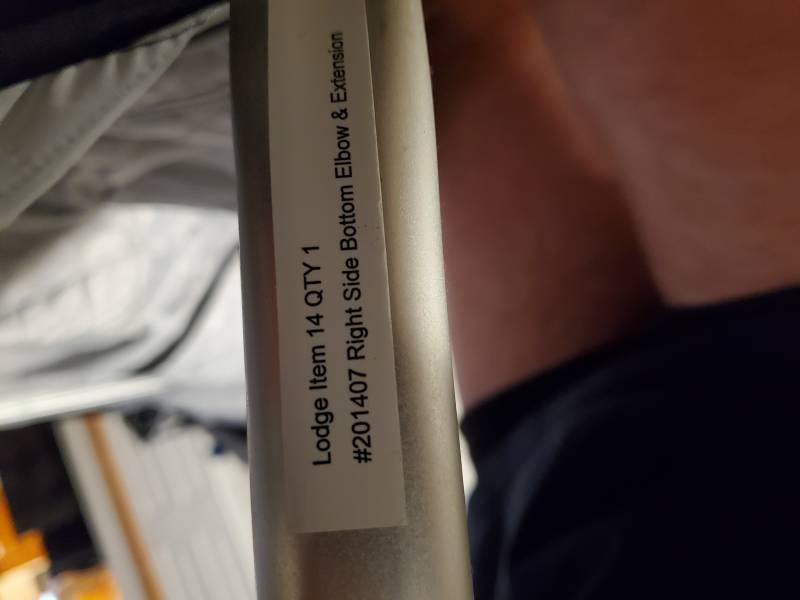 Lodge Item 14 QTY 1
#201407 Right Side Bottom Elbow & Extension